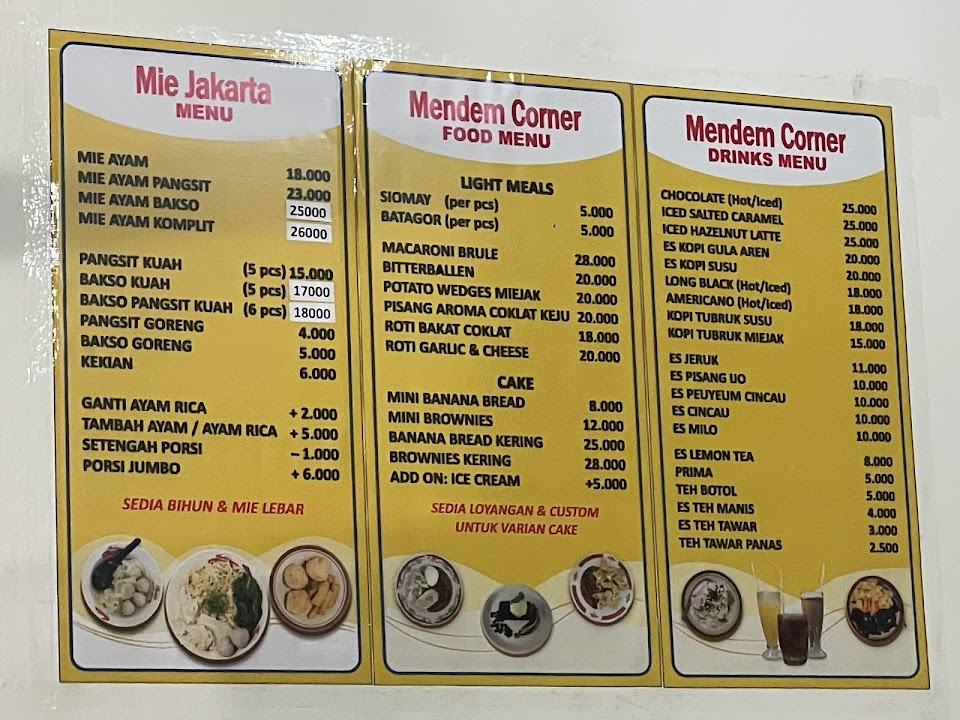 Mie Jakarta
MENU
MIE AYAM 18.000
MIE AYAM PANGSIT 23.000
MIE AYAM BAKSO 25000
MIE AYAM KOMPLIT 26000
PANGSIT KUAH (5 pcs) 15.000
BAKSO KUAH (5 pcs) 17000
BAKSO PANGSIT KUAH (6 pcs) 18000
PANGSIT GORENG 4.000
BAKSO GORENG 5.000
KEKIAN 6.000
GANTI AYAM RICA + 2.000
TAMBAH AYAM / AYAM RICA + 5.000
SETENGAH PORSI – 1.000
PORSI JUMBO + 6.000
SEDIA BIHUN & MIE LEBAR
Mendem Corner
FOOD MENU
LIGHT MEALS
SIOMAY (per pcs) 5.000
BATAGOR (per pcs) 5.000
MACARONI BRULE 28.000
BITTERBALLEN 20.000
POTATO WEDGES MIEJAK 20.000
PISANG AROMA COKLAT KEJU 20.000
ROTI BAKAT COKLAT 18.000
ROTI GARLIC & CHEESE 20.000
CAKE
MINI BANANA BREAD 8.000
MINI BROWNIES 12.000
BANANA BREAD KERING 25.000
BROWNIES KERING 28.000
ADD ON: ICE CREAM +5.000
SEDIA LOYANGAN & CUSTOM
UNTUK VARIAN CAKE
Mendem Corner
DRINKS MENU
CHOCOLATE (Hot/Iced) 25.000
ICED SALTED CARAMEL 25.000
ICED HAZELNUT LATTE 25.000
ES KOPI GULA AREN 20.000
ES KOPI SUSU 20.000
LONG BLACK (Hot/Iced) 18.000
AMERICANO (Hot/Iced) 18.000
KOPI TUBRUK SUSU 18.000
KOPI TUBRUK MIEJAK 15.000
ES JERUK 11.000
ES PISANG IJO 10.000
ES PEUYEUM CINCAU 10.000
ES CINCAU 10.000
ES MILO 10.000
ES LEMON TEA 8.000
PRIMA 5.000
TEH BOTOL 5.000
ES TEH MANIS 4.000
ES TEH TAWAR 3.000
TEH TAWAR PANAS 2.500